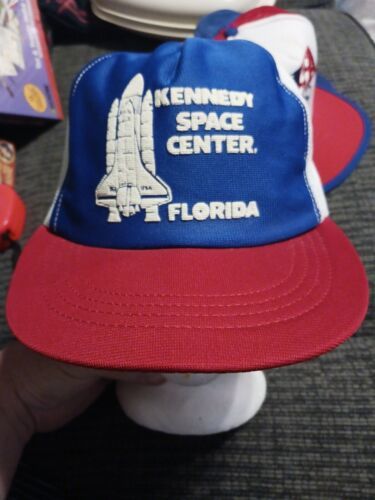 KENNEDY
SPACE
CENTER.
FLORIDA
USA